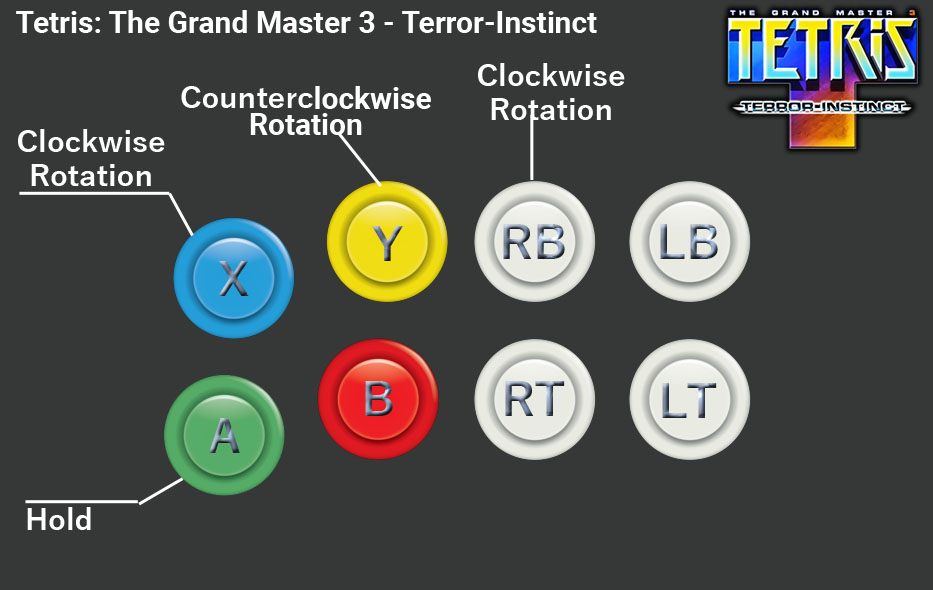 Tetris: The Grand Master 3 - Terror-Instinct
THE GRAND MASTER 3
TETRIS
TERROR-INSTINCT
Clockwise
Rotation
Counterclockwise
Rotation
Clockwise
Rotation
X
Y
RB
LB
A
B
RT
LT
Hold